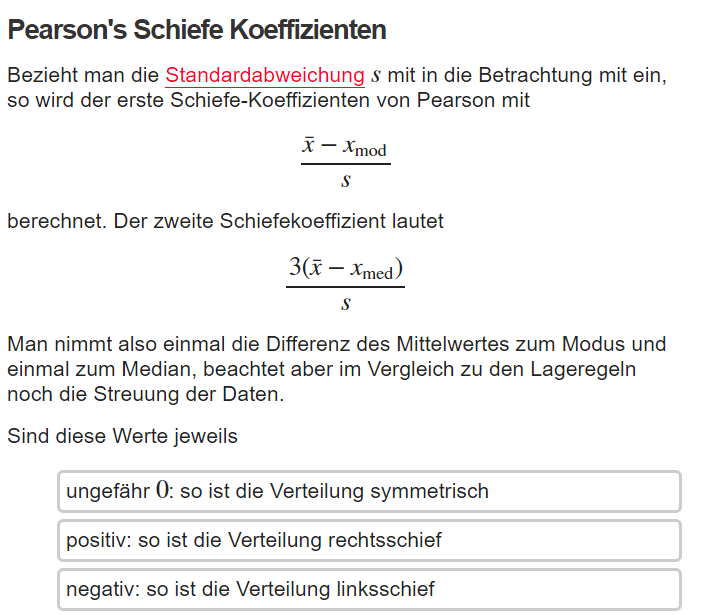 Pearson's Schiefe Koeffizienten
Bezieht man die Standardabweichung s mit in die Betrachtung mit ein,
so wird der erste Schiefe-Koeffizienten von Pearson mit
x̄ − xmod
s
berechnet. Der zweite Schiefekoeffizient lautet
3(x̄ − xmed)
s
Man nimmt also einmal die Differenz des Mittelwertes zum Modus und
einmal zum Median, beachtet aber im Vergleich zu den Lageregeln
noch die Streuung der Daten.
Sind diese Werte jeweils
ungefähr 0: so ist die Verteilung symmetrisch
positiv: so ist die Verteilung rechtsschief
negativ: so ist die Verteilung linksschief